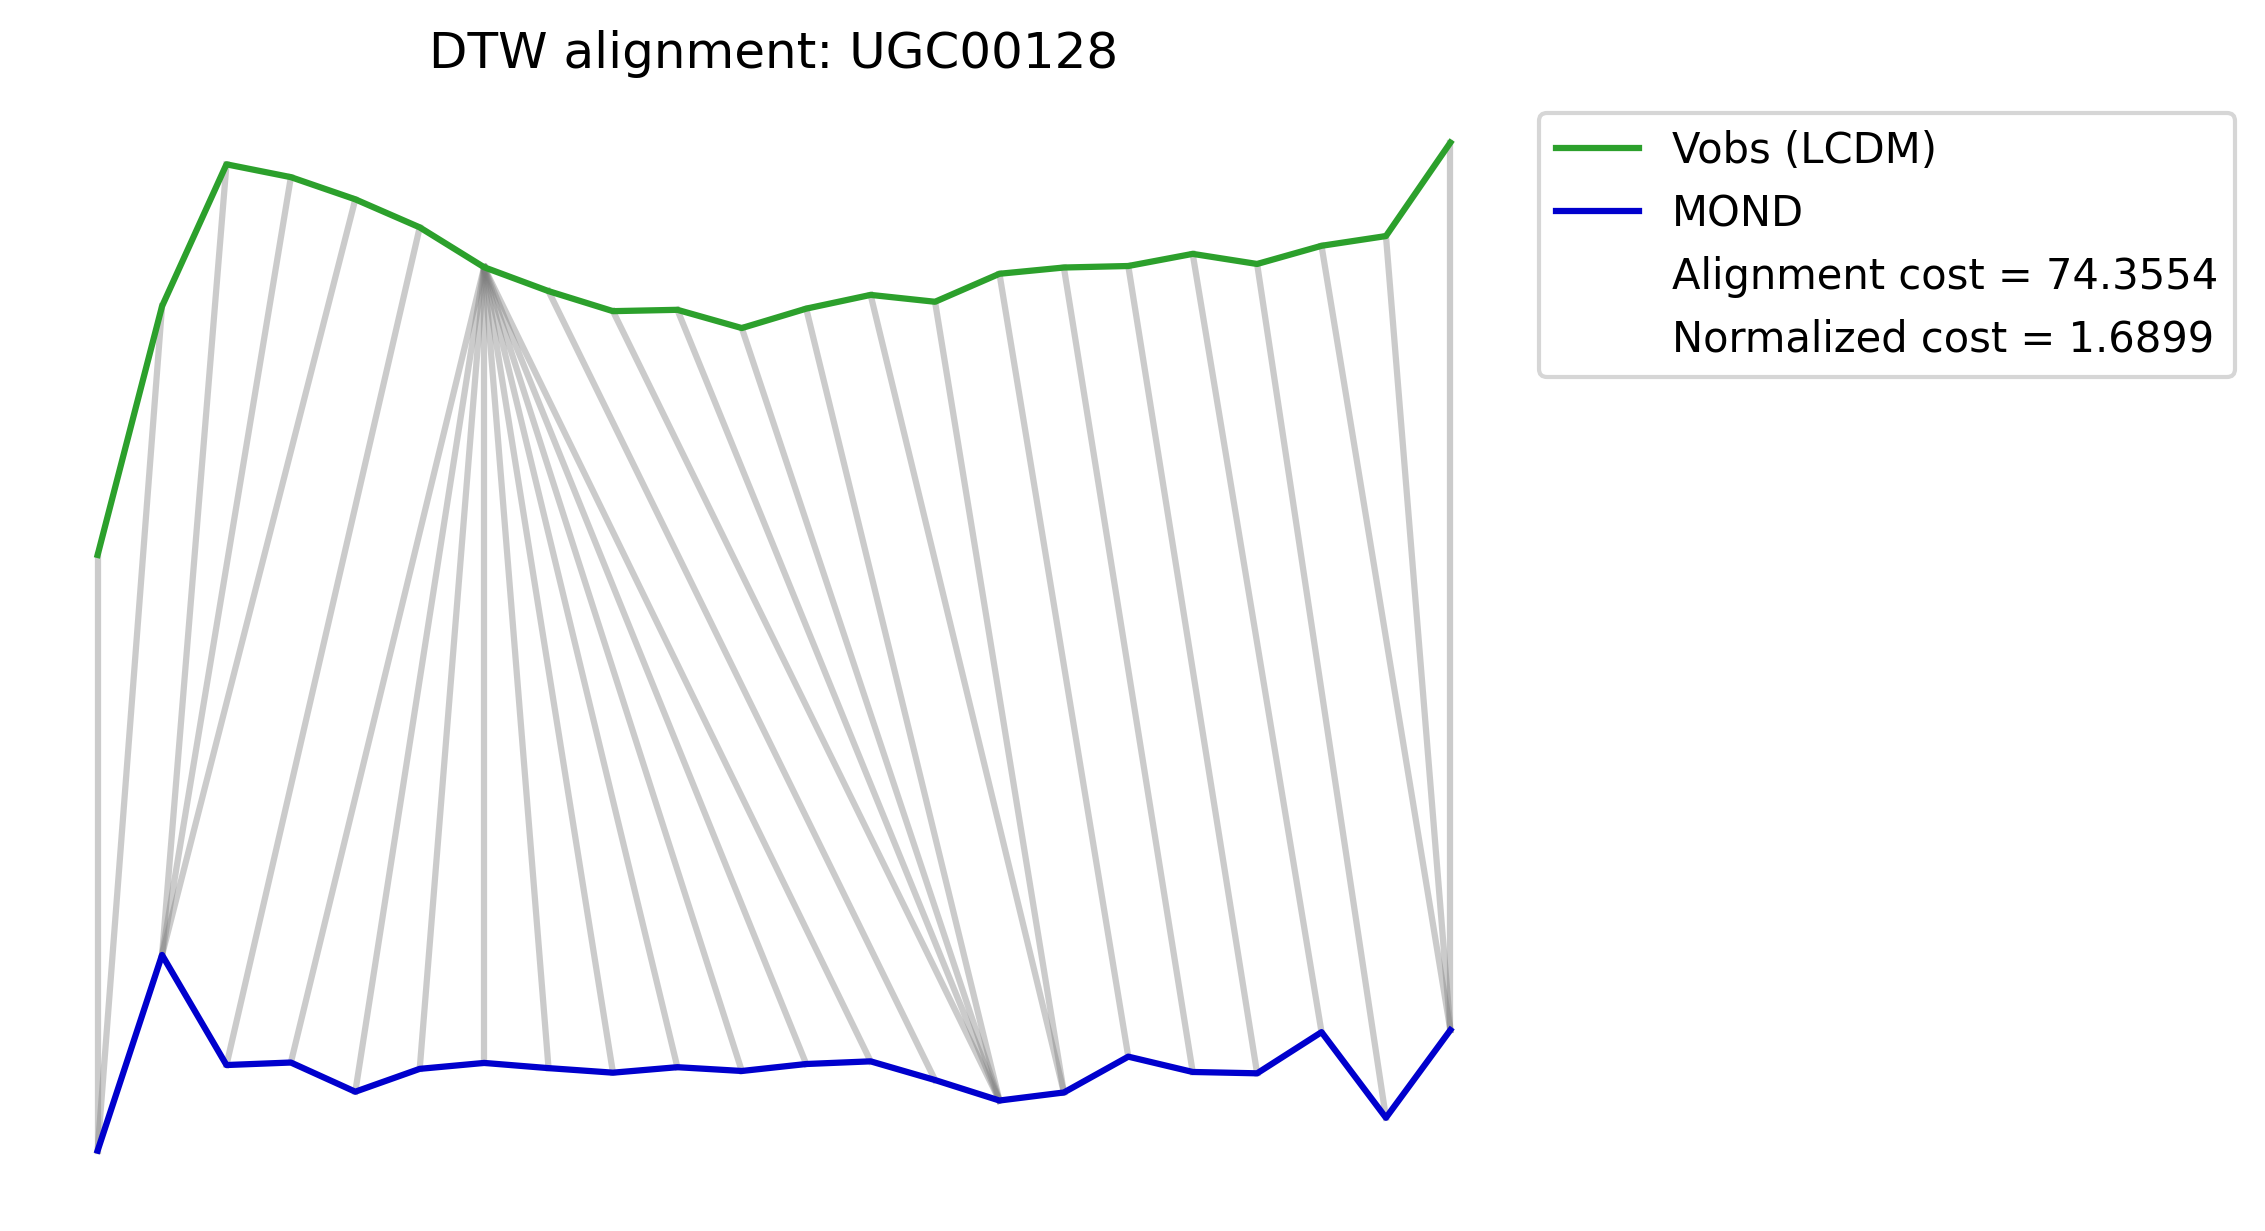 DTW alignment: UGC00128
Vobs (LCDM)
MOND
Alignment cost = 74.3554
Normalized cost = 1.6899